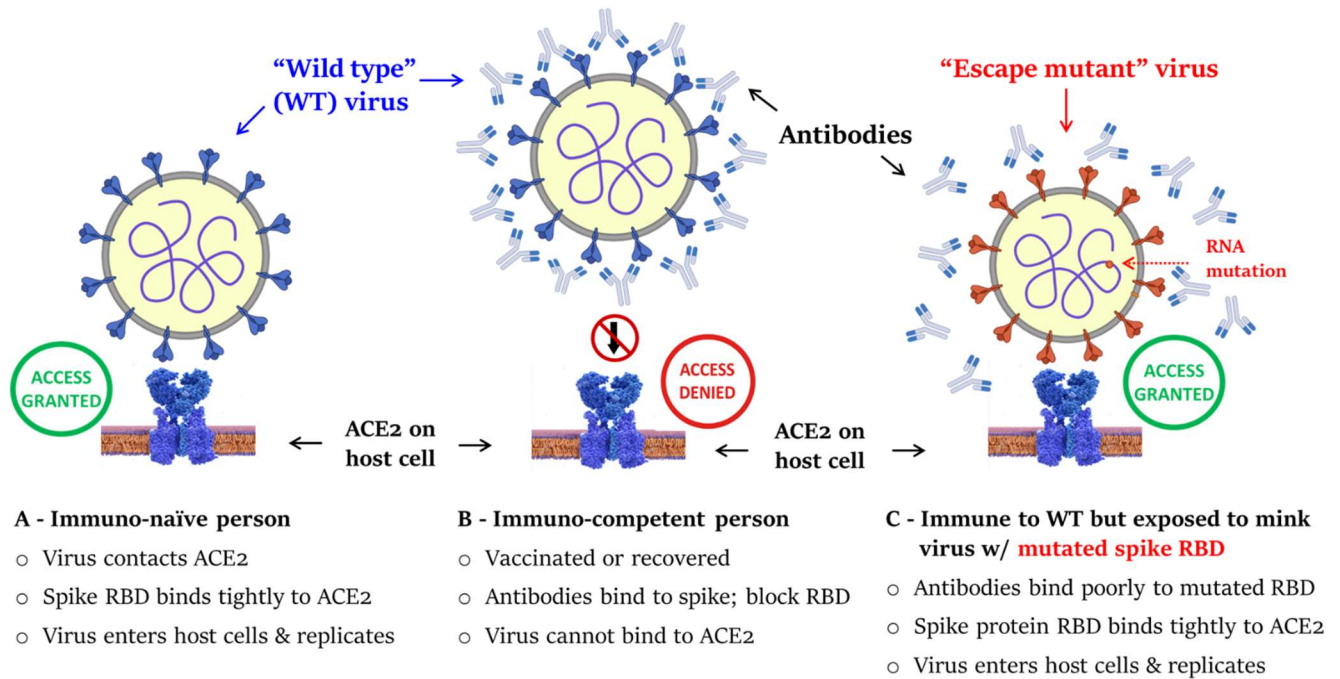 “Wild type”
(WT) virus
“Escape mutant” virus
Antibodies
RNA
mutation
ACCESS
GRANTED
ACCESS
DENIED
ACCESS
GRANTED
ACE2 on
host cell
ACE2 on
host cell
A - Immuno-naïve person
○ Virus contacts ACE2
○ Spike RBD binds tightly to ACE2
○ Virus enters host cells & replicates
B - Immuno-competent person
○ Vaccinated or recovered
○ Antibodies bind to spike; block RBD
○ Virus cannot bind to ACE2
C - Immune to WT but exposed to mink
virus w/ mutated spike RBD
○ Antibodies bind poorly to mutated RBD
○ Spike protein RBD binds tightly to ACE2
○ Virus enters host cells & replicates